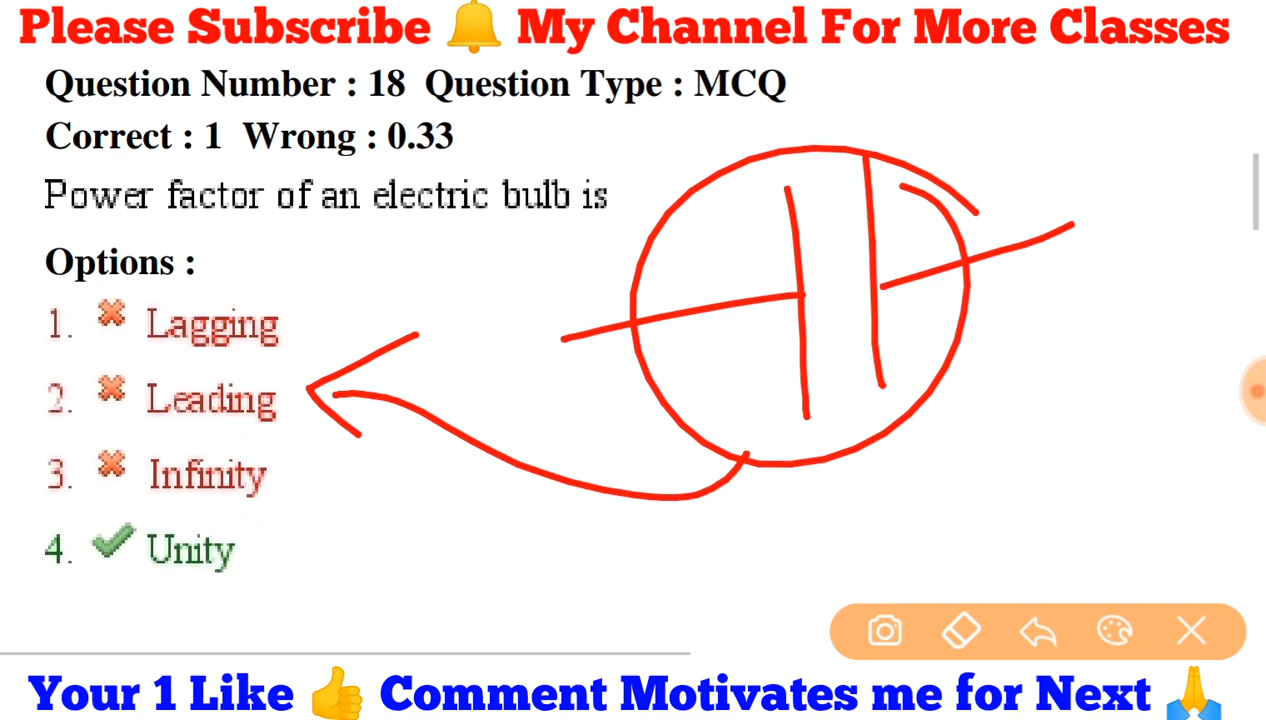 Please Subscribe 🔔 My Channel For More Classes
Question Number : 18 Question Type : MCQ
Correct : 1 Wrong : 0.33
Power factor of an electric bulb is
Options :
1. ✖ Lagging
2. ✖ Leading
3. ✖ Infinity
4. ✔ Unity
Your 1 Like 👍 Comment Motivates me for Next 🙏